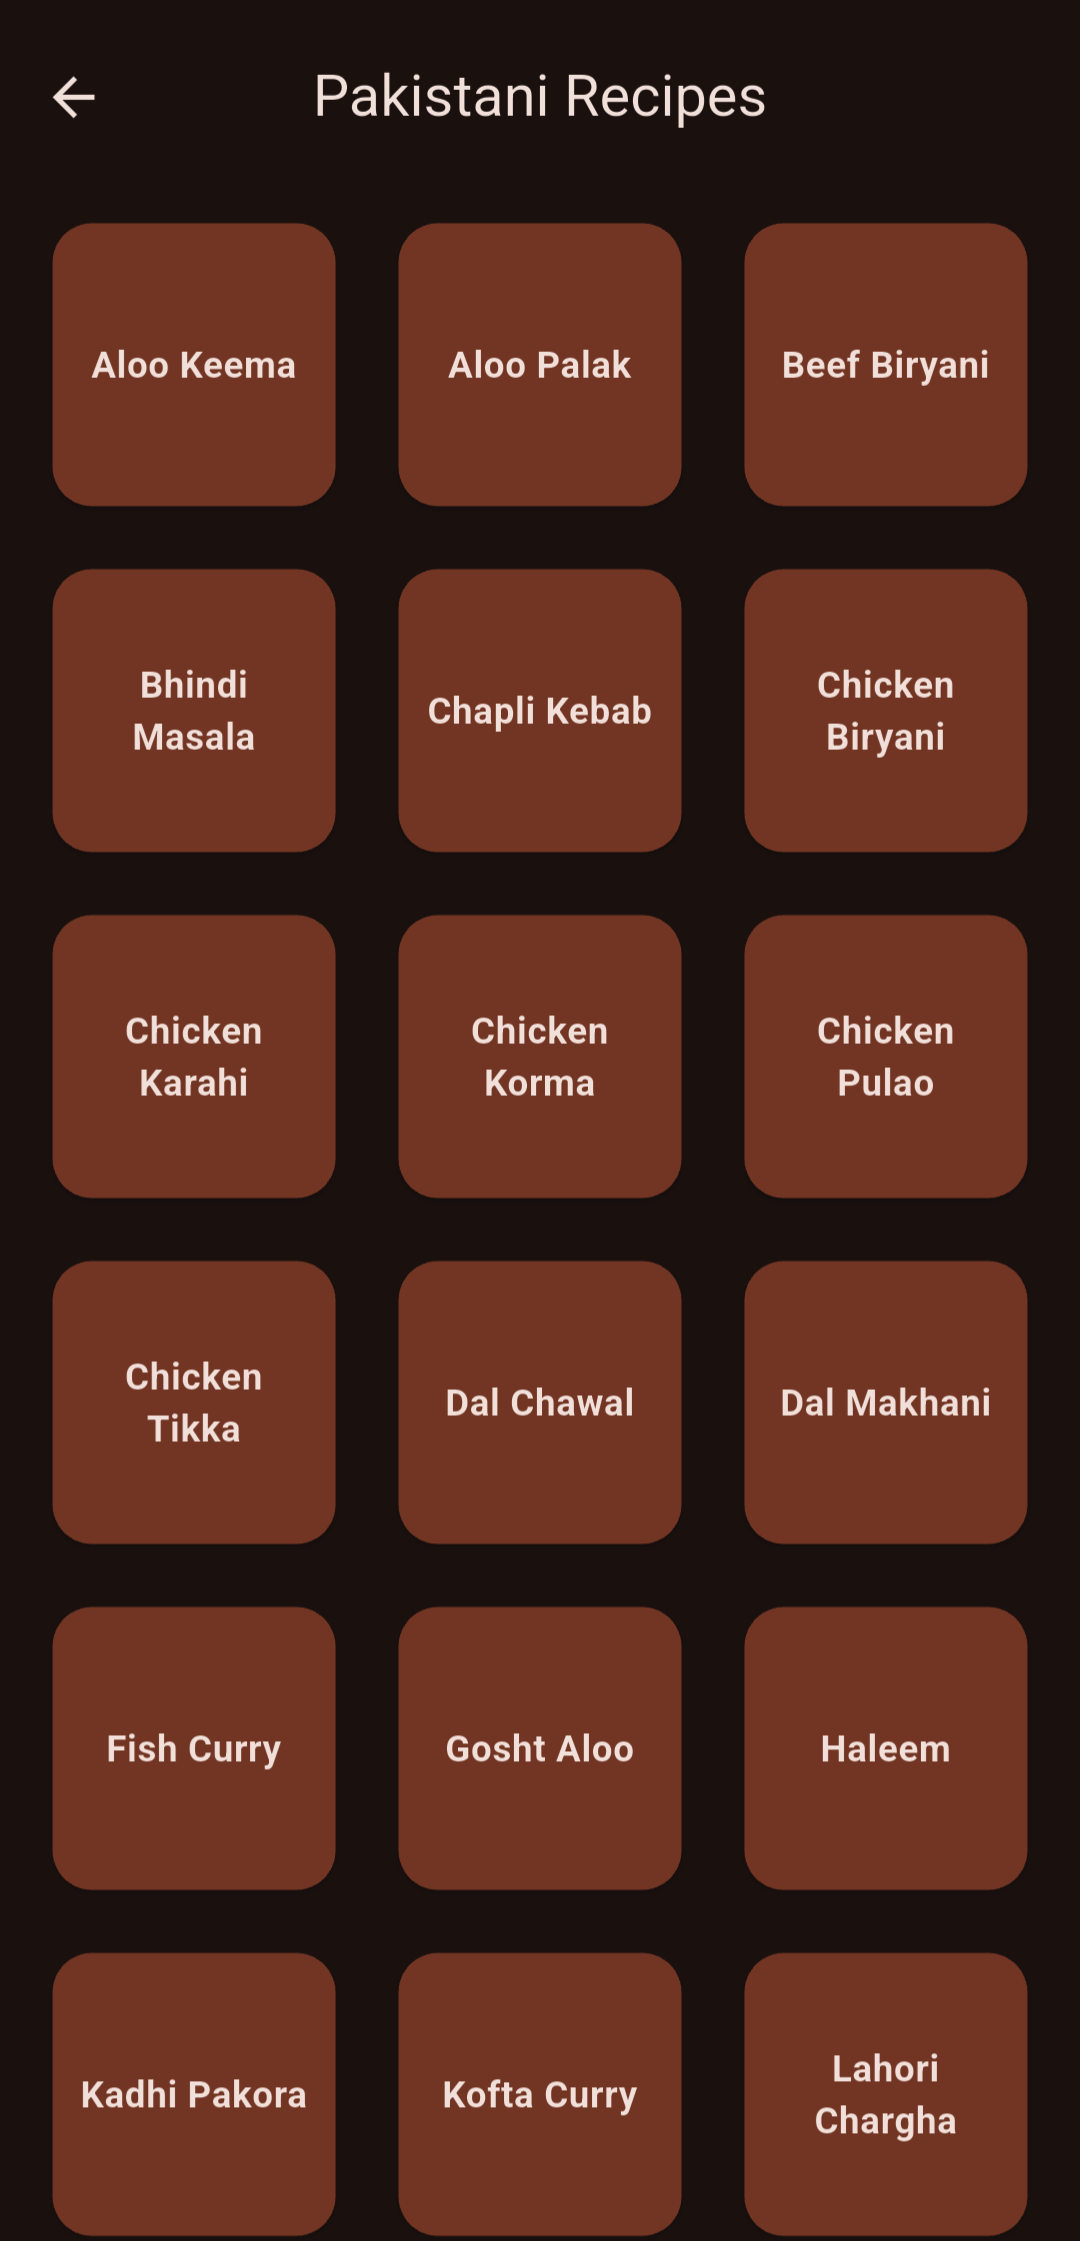 Pakistani Recipes
Aloo Keema
Aloo Palak
Beef Biryani
Bhindi
Masala
Chapli Kebab
Chicken
Biryani
Chicken
Karahi
Chicken
Korma
Chicken
Pulao
Chicken
Tikka
Dal Chawal
Dal Makhani
Fish Curry
Gosht Aloo
Haleem
Kadhi Pakora
Kofta Curry
Lahori
Chargha